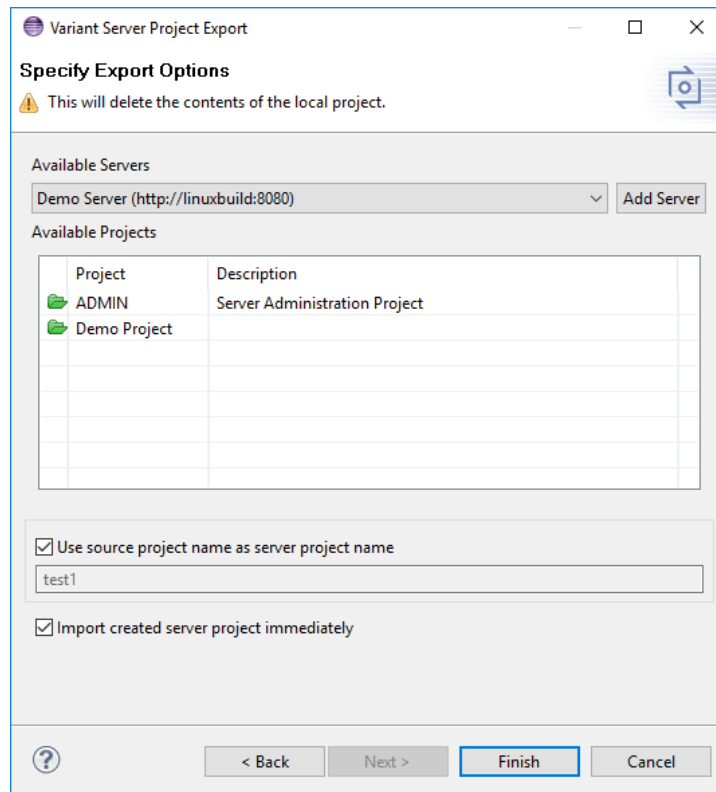 Variant Server Project Export
Specify Export Options
This will delete the contents of the local project.
Available Servers
Demo Server (http://linuxbuild:8080) Add Server
Available Projects
Project Description
ADMIN Server Administration Project
Demo Project
Use source project name as server project name
test1
Import created server project immediately
? < Back Next > Finish Cancel